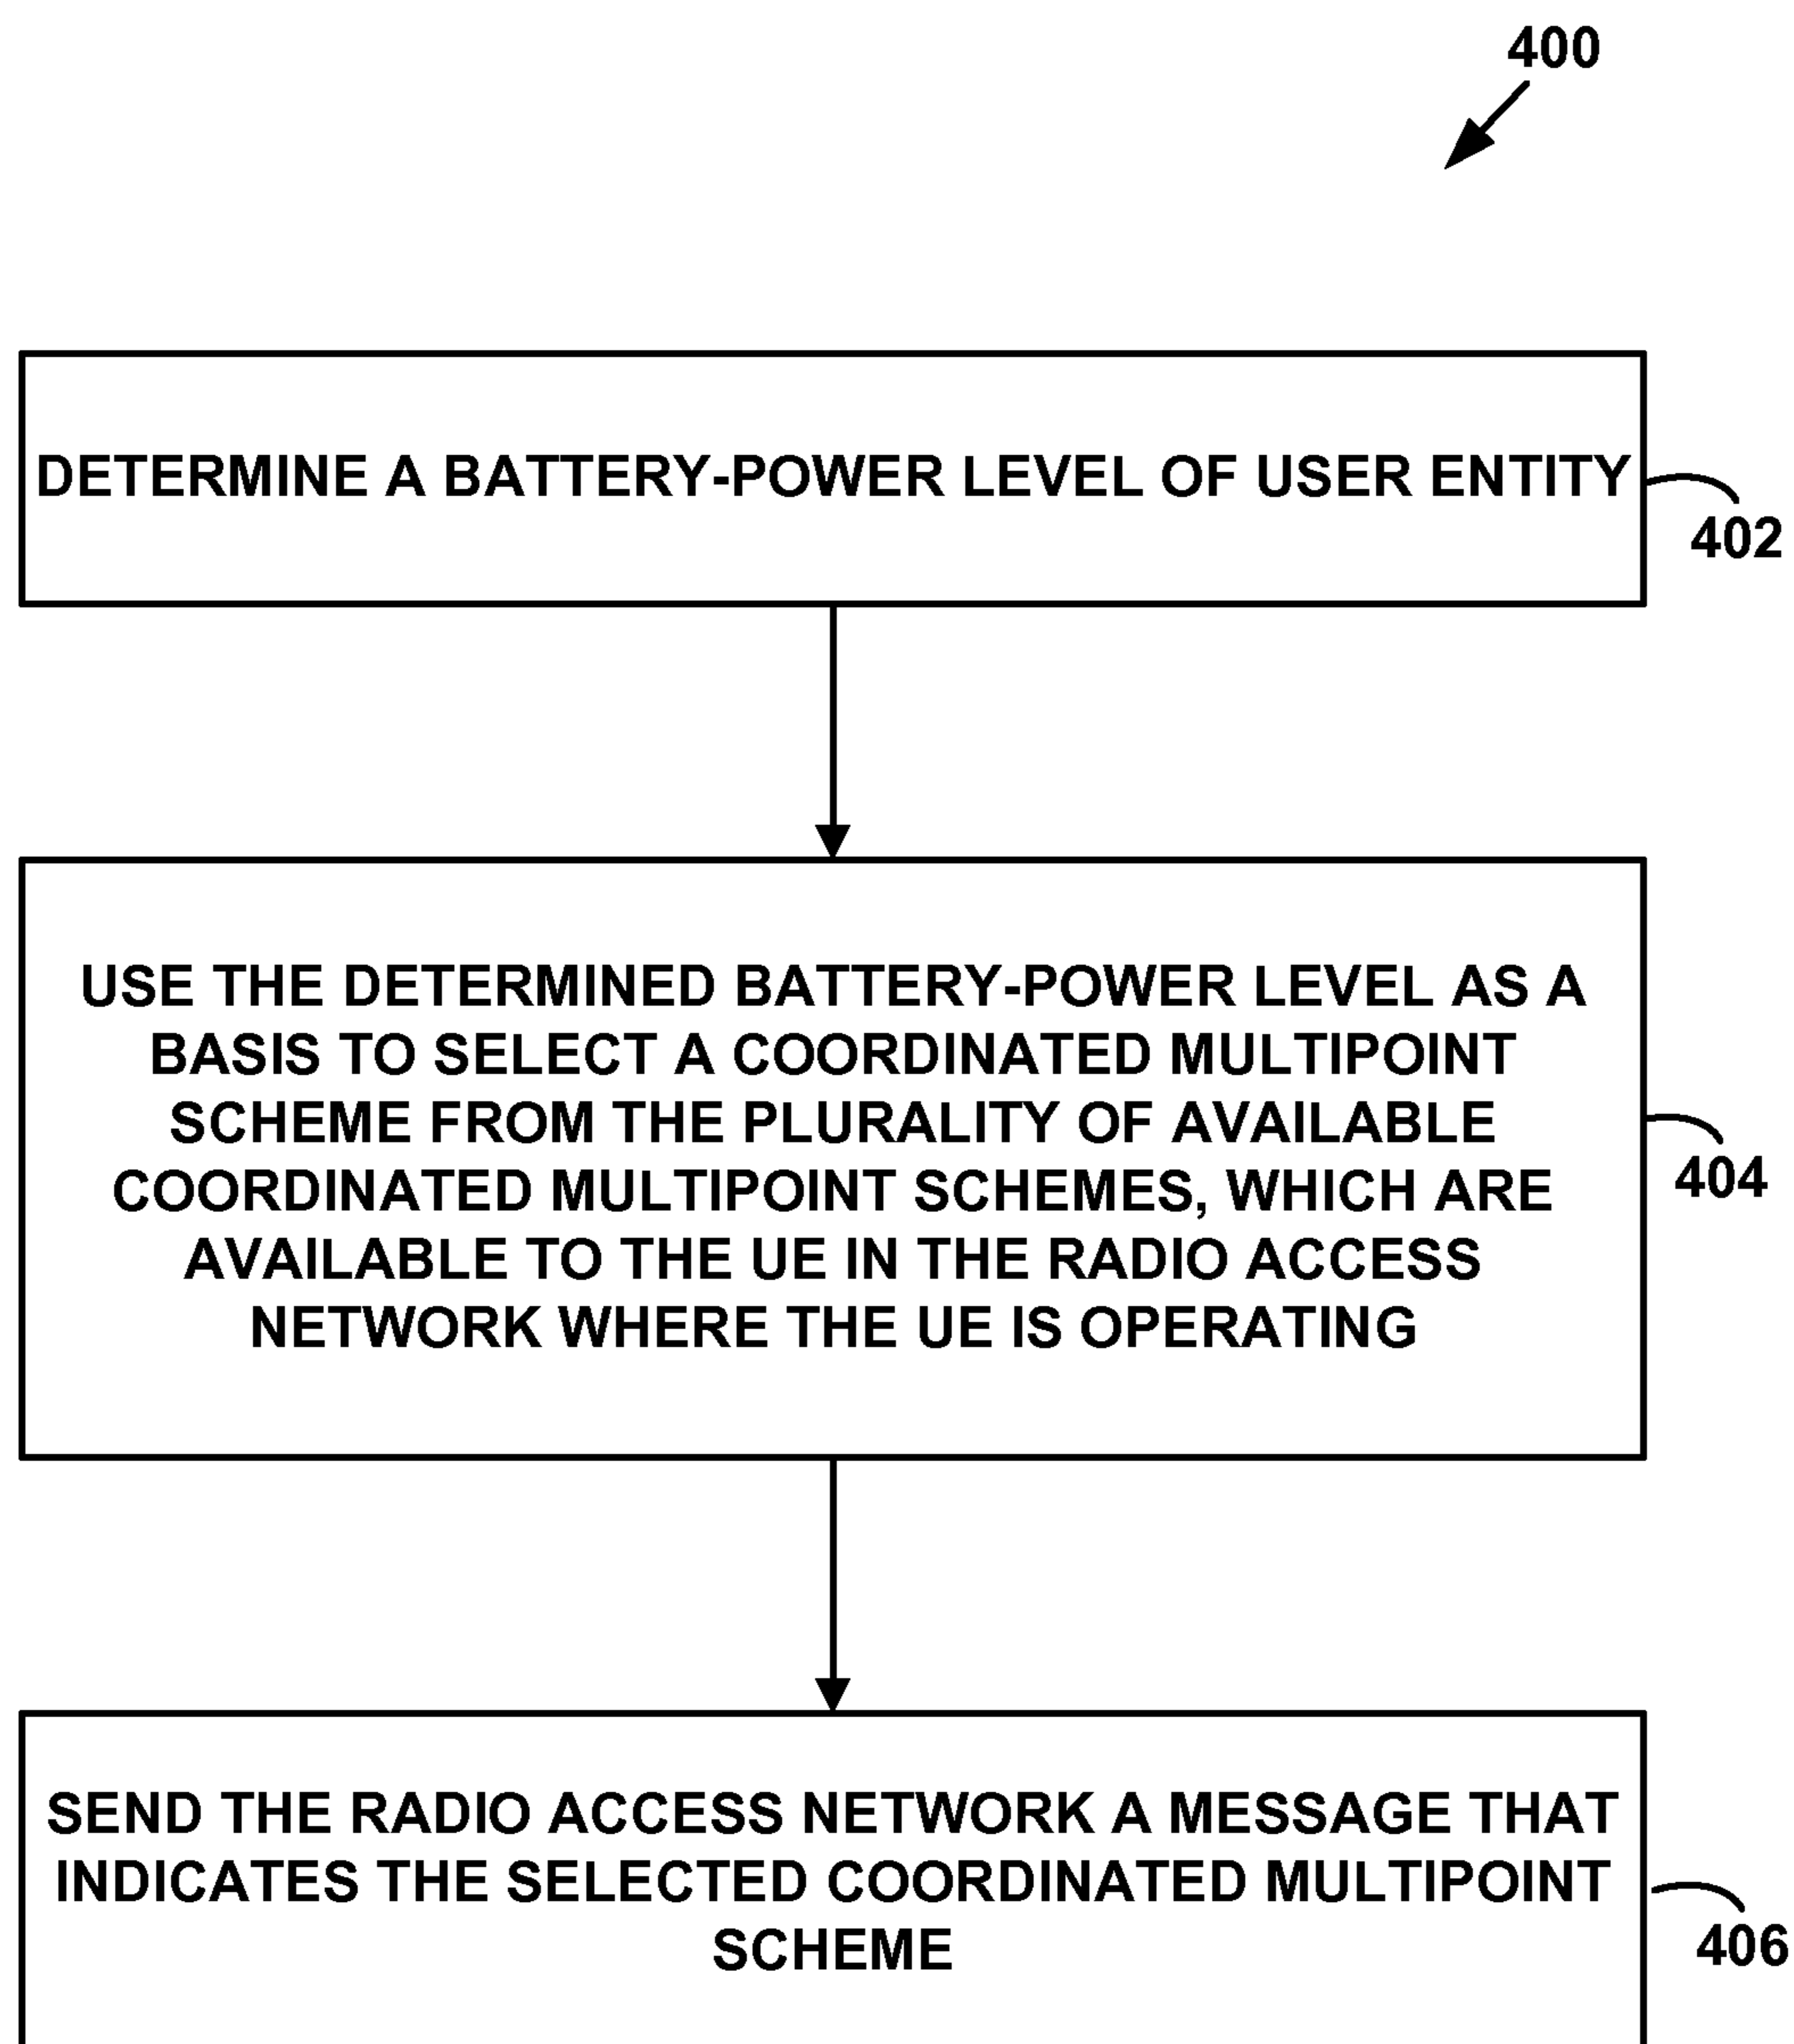 400
DETERMINE A BATTERY-POWER LEVEL OF USER ENTITY
402
USE THE DETERMINED BATTERY-POWER LEVEL AS A
BASIS TO SELECT A COORDINATED MULTIPOINT
SCHEME FROM THE PLURALITY OF AVAILABLE
COORDINATED MULTIPOINT SCHEMES, WHICH ARE
AVAILABLE TO THE UE IN THE RADIO ACCESS
NETWORK WHERE THE UE IS OPERATING
404
SEND THE RADIO ACCESS NETWORK A MESSAGE THAT
INDICATES THE SELECTED COORDINATED MULTIPOINT
SCHEME
406